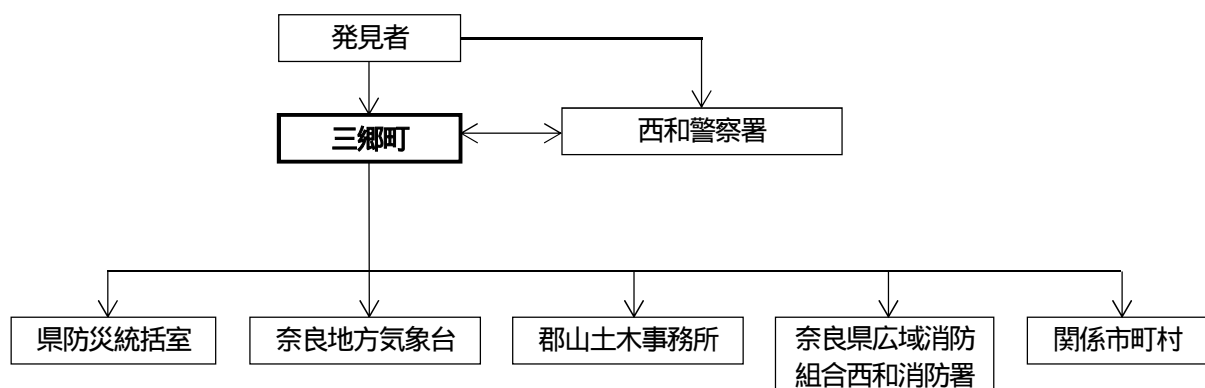 発見者
三郷町
西和警察署
県防災統括室
奈良地方気象台
郡山土木事務所
奈良県広域消防
組合西和消防署
関係市町村